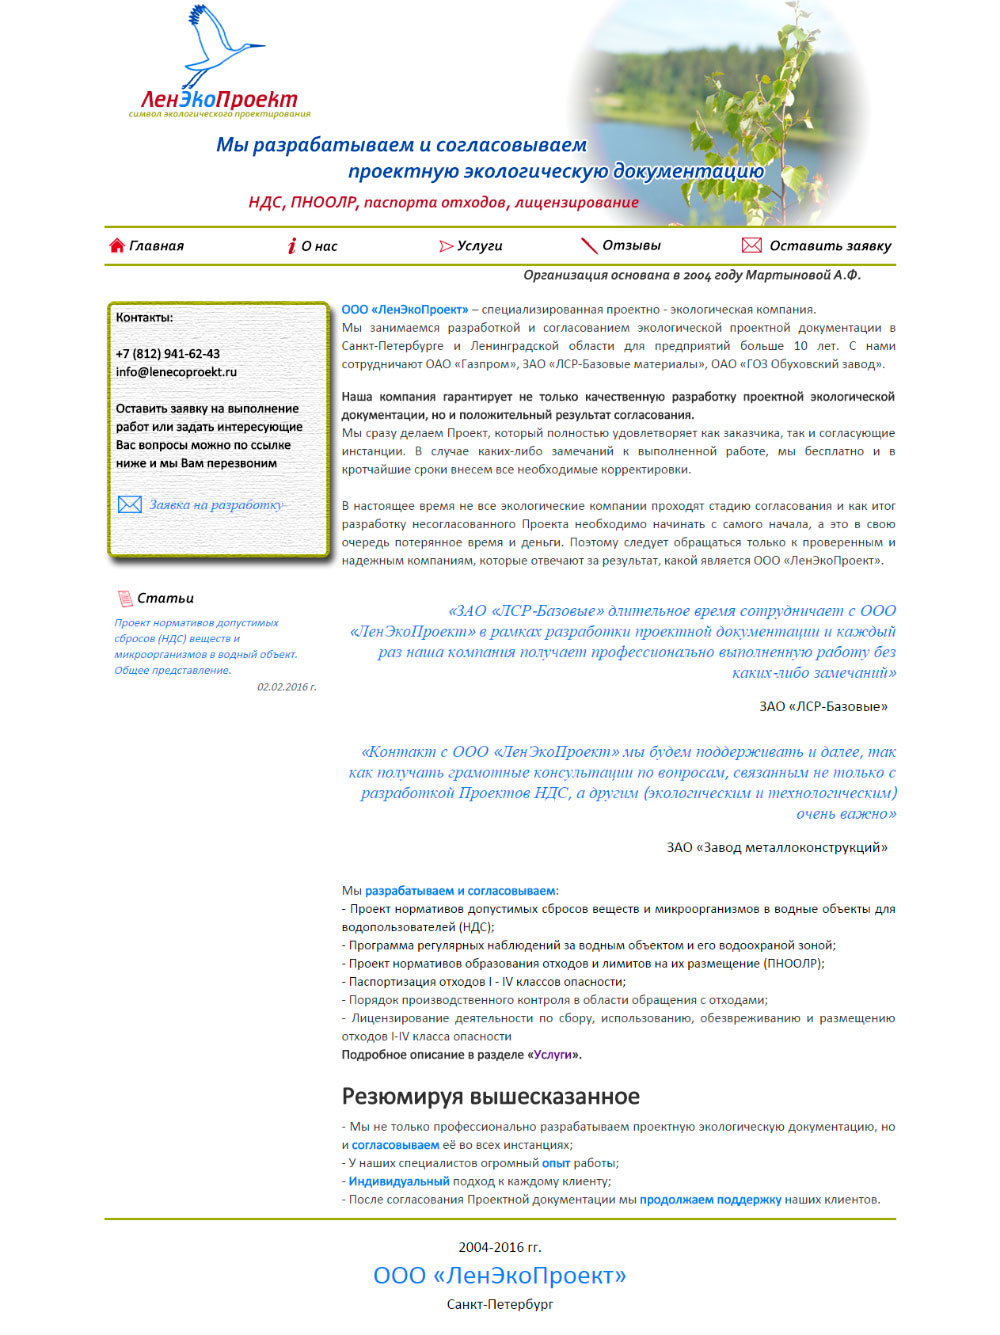 ЛенЭкоПроект
символ экологического проектирования
Мы разрабатываем и согласовываем
проектную экологическую документацию
НДС, ПНООЛР, паспорта отходов, лицензирование
Главная
О нас
Услуги
Отзывы
Оставить заявку
Организация основана в 2004 году Мартыновой А.Ф.
Контакты:
+7 (812) 941-62-43
info@lenecoproekt.ru
Оставить заявку на выполнение
работ или задать интересующие
Вас вопросы можно по ссылке
ниже и мы Вам перезвоним
Заявка на разработку
Статьи
Проект нормативов допустимых
сбросов (НДС) веществ и
микроорганизмов в водный объект.
Общее представление.
02.02.2016 г.
ООО «ЛенЭкоПроект» – специализированная проектно - экологическая компания.
Мы занимаемся разработкой и согласованием экологической проектной документации в
Санкт-Петербурге и Ленинградской области для предприятий больше 10 лет. С нами
сотрудничают ОАО «Газпром», ЗАО «ЛСР-Базовые материалы», ОАО «ГОЗ Обуховский завод».
Наша компания гарантирует не только качественную разработку проектной экологической
документации, но и положительный результат согласования.
Мы сразу делаем Проект, который полностью удовлетворяет как заказчика, так и согласующие
инстанции. В случае каких-либо замечаний к выполненной работе, мы бесплатно и в
кротчайшие сроки внесем все необходимые корректировки.
В настоящее время не все экологические компании проходят стадию согласования и как итог
разработку несогласованного Проекта необходимо начинать с самого начала, а это в свою
очередь потерянное время и деньги. Поэтому следует обращаться только к проверенным и
надежным компаниям, которые отвечают за результат, какой является ООО «ЛенЭкоПроект».
«ЗАО «ЛСР-Базовые» длительное время сотрудничает с ООО
«ЛенЭкоПроект» в рамках разработки проектной документации и каждый
раз наша компания получает профессионально выполненную работу без
каких-либо замечаний»
ЗАО «ЛСР-Базовые»
«Контакт с ООО «ЛенЭкоПроект» мы будем поддерживать и далее, так
как получать грамотные консультации по вопросам, связанным не только с
разработкой Проектов НДС, а другим (экологическим и технологическим)
очень важно»
ЗАО «Завод металлоконструкций»
Мы разрабатываем и согласовываем:
- Проект нормативов допустимых сбросов веществ и микроорганизмов в водные объекты для
водопользователей (НДС);
- Программа регулярных наблюдений за водным объектом и его водоохраной зоной;
- Проект нормативов образования отходов и лимитов на их размещение (ПНООЛР);
- Паспортизация отходов I - IV классов опасности;
- Порядок производственного контроля в области обращения с отходами;
- Лицензирование деятельности по сбору, использованию, обезвреживанию и размещению
отходов I-IV класса опасности
Подробное описание в разделе «Услуги».
Резюмируя вышесказанное
- Мы не только профессионально разрабатываем проектную экологическую документацию, но
и согласовываем её во всех инстанциях;
- У наших специалистов огромный опыт работы;
- Индивидуальный подход к каждому клиенту;
- После согласования Проектной документации мы продолжаем поддержку наших клиентов.
2004-2016 гг.
ООО «ЛенЭкоПроект»
Санкт-Петербург